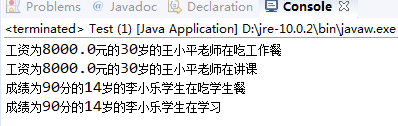 Problems @ Javadoc Declaration Console
<terminated> Test (1) [Java Application] D:\jre-10.0.2\bin\javaw.exe
工资为8000.0元的30岁的王小平老师在吃工作餐
工资为8000.0元的30岁的王小平老师在讲课
成绩为90分的14岁的李小乐学生在吃学生餐
成绩为90分的14岁的李小乐学生在学习